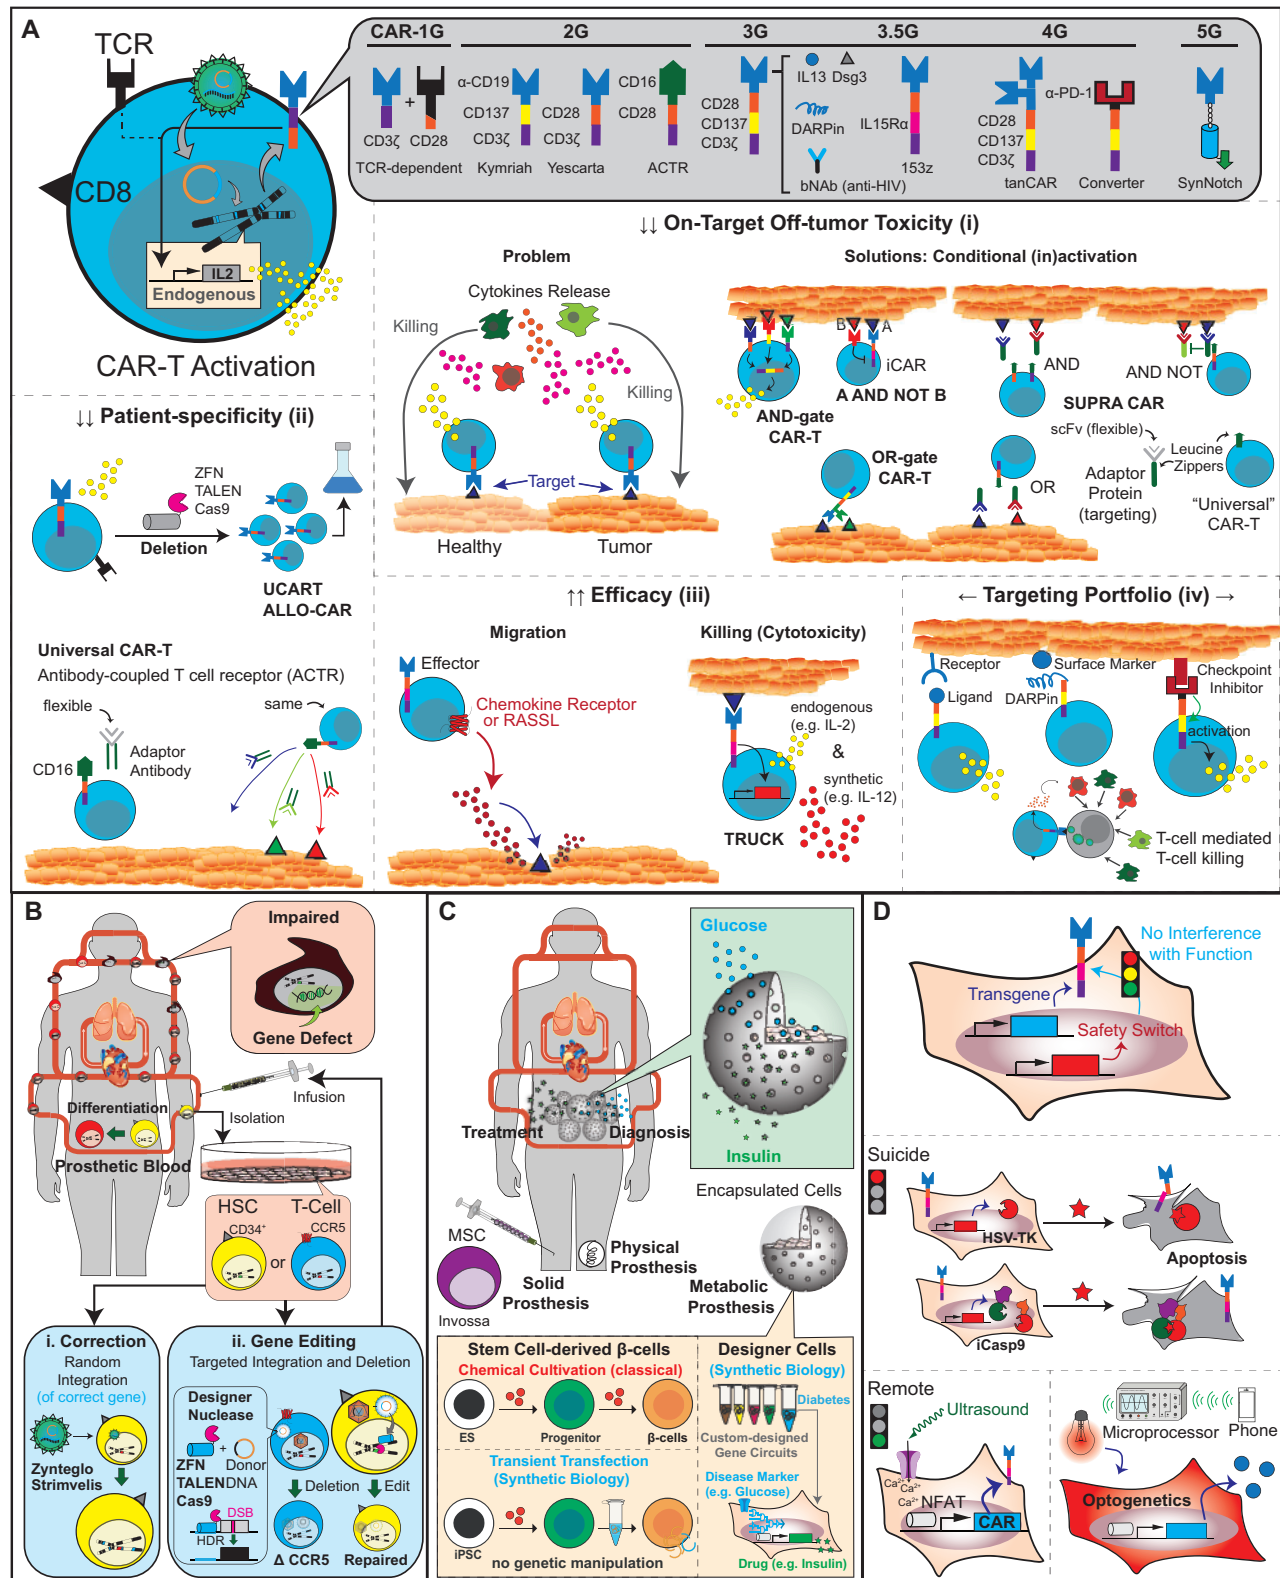 A
TCR
CD8
IL2
Endogenous
CAR-T Activation
CAR-1G
2G
3G
3.5G
4G
5G
+
CD3ζ CD28
TCR-dependent
α-CD19
CD137
CD3ζ
Kymriah
CD28
CD3ζ
Yescarta
CD16
CD28
ACTR
CD28
CD137
CD3ζ
IL13 Dsg3
DARPin
bNAb (anti-HIV)
IL15Rα
153z
CD28
CD137
CD3ζ
tanCAR
α-PD-1
Converter
SynNotch
↓↓ On-Target Off-tumor Toxicity (i)
Problem
Cytokines Release
Killing
Killing
Target
Healthy
Tumor
Solutions: Conditional (in)activation
AND-gate
CAR-T
B
A
iCAR
A AND NOT B
OR-gate
CAR-T
AND
AND NOT
SUPRA CAR
OR
scFv (flexible)
Leucine
Zippers
Adaptor
Protein
(targeting)
“Universal”
CAR-T
↓↓ Patient-specificity (ii)
ZFN
TALEN
Cas9
Deletion
UCART
ALLO-CAR
Universal CAR-T
Antibody-coupled T cell receptor (ACTR)
flexible
same
CD16
Adaptor
Antibody
↑↑ Efficacy (iii)
Migration
Effector
Chemokine Receptor
or RASSL
Killing (Cytotoxicity)
endogenous
(e.g. IL-2)
&
synthetic
(e.g. IL-12)
TRUCK
← Targeting Portfolio (iv) →
Receptor
Ligand
Surface Marker
DARPin
Checkpoint
Inhibitor
activation
T-cell mediated
T-cell killing
B
Impaired
Gene Defect
Infusion
Isolation
Differentiation
Prosthetic Blood
HSC
CD34+
or
T-Cell
CCR5
i. Correction
Random
Integration
(of correct gene)
Zynteglo
Strimvelis
ii. Gene Editing
Targeted Integration and Deletion
Designer
Nuclease
+
ZFN
TALEN
Cas9
Donor
DNA
DSB
HDR
Deletion
Edit
Δ CCR5
Repaired
C
Glucose
Insulin
Treatment
Diagnosis
Encapsulated Cells
MSC
Invossa
Solid
Prosthesis
Physical
Prosthesis
Metabolic
Prosthesis
Stem Cell-derived β-cells
Chemical Cultivation (classical)
ES
Progenitor
β-cells
Transient Transfection
(Synthetic Biology)
iPSC
no genetic manipulation
Designer Cells
(Synthetic Biology)
Diabetes
Custom-designed
Gene Circuits
Disease Marker
(e.g. Glucose)
Drug (e.g. Insulin)
D
No Interference
with Function
Transgene
Safety Switch
Suicide
HSV-TK
Apoptosis
iCasp9
Remote
Ultrasound
Ca2+
Ca2+
Ca2+
NFAT
CAR
Microprocessor
Phone
Optogenetics